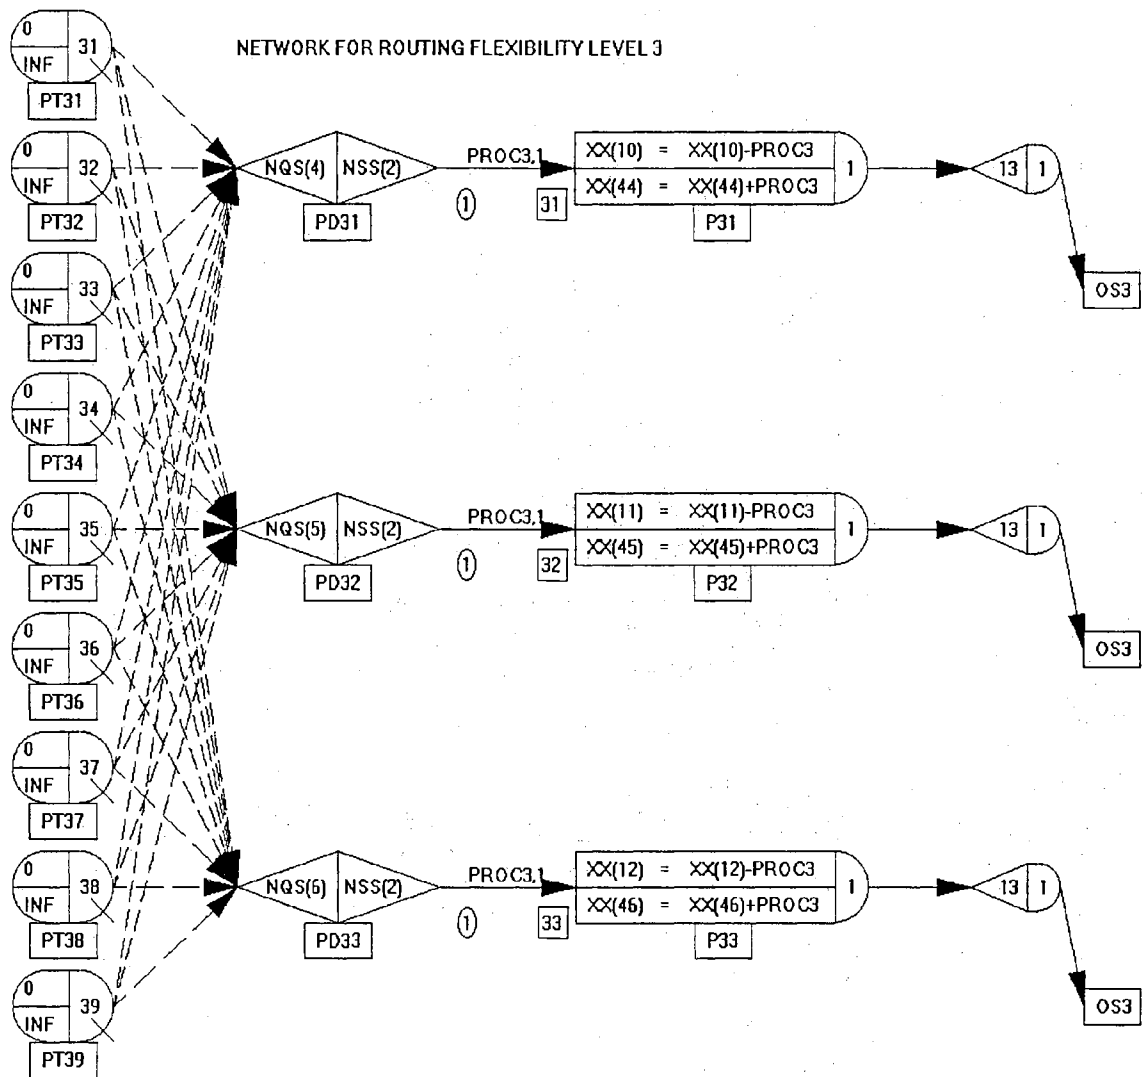 NETWORK FOR ROUTING FLEXIBILITY LEVEL 3
0
31
INF
PT31
0
32
INF
PT32
0
33
INF
PT33
0
34
INF
PT34
0
35
INF
PT35
0
36
INF
PT36
0
37
INF
PT37
0
38
INF
PT38
0
39
INF
PT39
NQS(4) NSS(2)
PD31
PROC3,1
1
31
XX(10) = XX(10)-PROC3
XX(44) = XX(44)+PROC3
1
P31
13 1
OS3
NQS(5) NSS(2)
PD32
PROC3,1
1
32
XX(11) = XX(11)-PROC3
XX(45) = XX(45)+PROC3
1
P32
13 1
OS3
NQS(6) NSS(2)
PD33
PROC3,1
1
33
XX(12) = XX(12)-PROC3
XX(46) = XX(46)+PROC3
1
P33
13 1
OS3